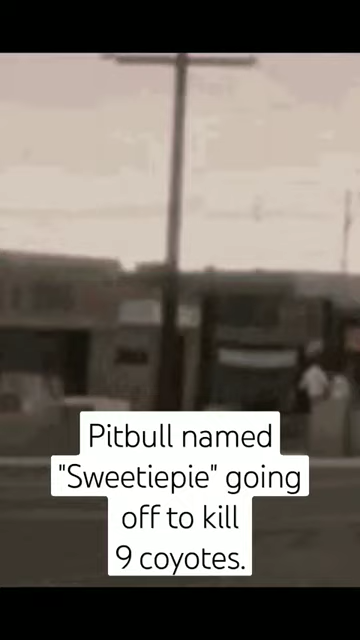 Pitbull named
"Sweetiepie" going
off to kill
9 coyotes.